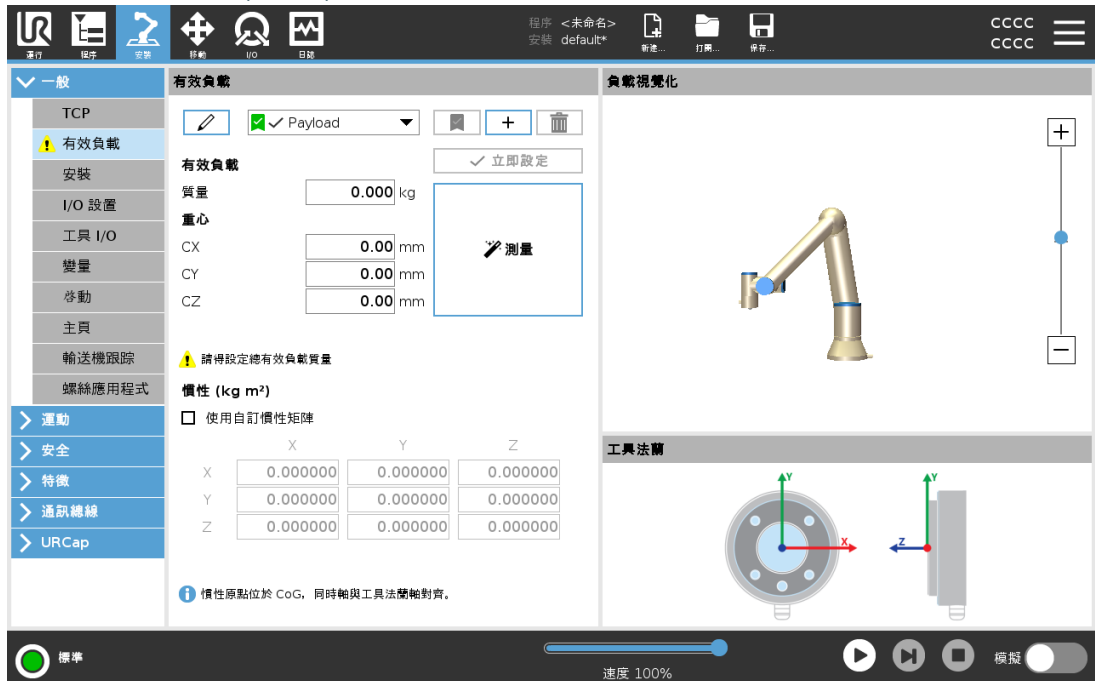 UR
運行
程序
安裝
移動
I/O
日誌
程序 <未命名>
安裝 default*
新建...
打開...
保存...
cccc
cccc
一般
TCP
有效負載
安裝
I/O 設置
工具 I/O
變量
啓動
主頁
輸送機跟踪
螺絲應用程式
運動
安全
特徵
通訊總線
URCap
有效負載
Payload
+
立即設定
有效負載
質量 0.000 kg
重心
CX 0.00 mm
CY 0.00 mm
CZ 0.00 mm
測量
請得設定總有效負載質量
慣性 (kg m²)
使用自訂慣性矩陣
X Y Z
X 0.000000 0.000000 0.000000
Y 0.000000 0.000000 0.000000
Z 0.000000 0.000000 0.000000
慣性原點位於 CoG，同時軸與工具法蘭軸對齊。
負載視覺化
+
−
工具法蘭
Y
X
Y
Z
標準
速度 100%
模擬